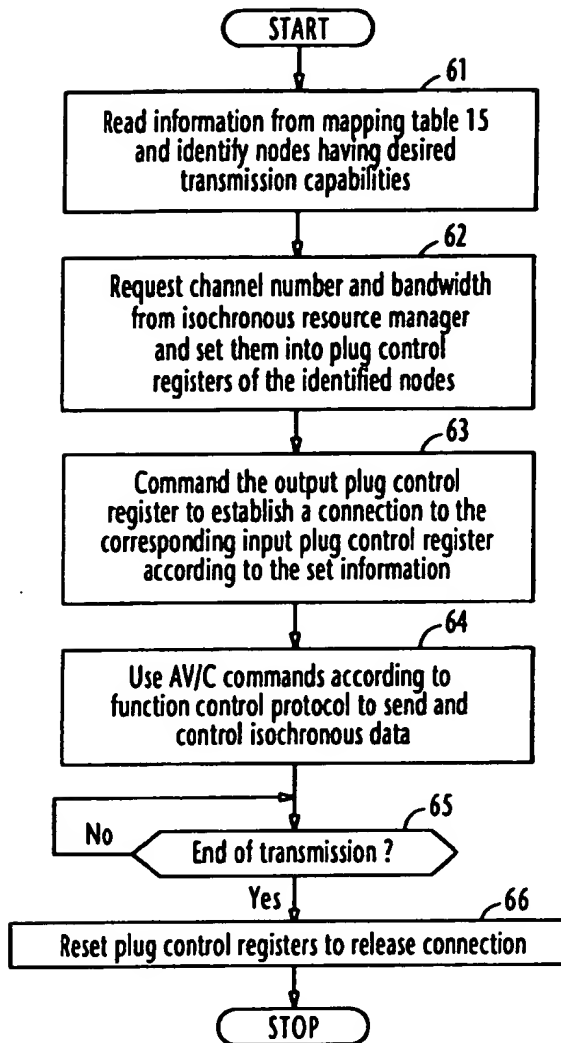 START
61
Read information from mapping table 15
and identify nodes having desired
transmission capabilities
62
Request channel number and bandwidth
from isochronous resource manager
and set them into plug control
registers of the identified nodes
63
Command the output plug control
register to establish a connection to the
corresponding input plug control register
according to the set information
64
Use AV/C commands according to
function control protocol to send and
control isochronous data
65
No
End of transmission ?
Yes
66
Reset plug control registers to release connection
STOP